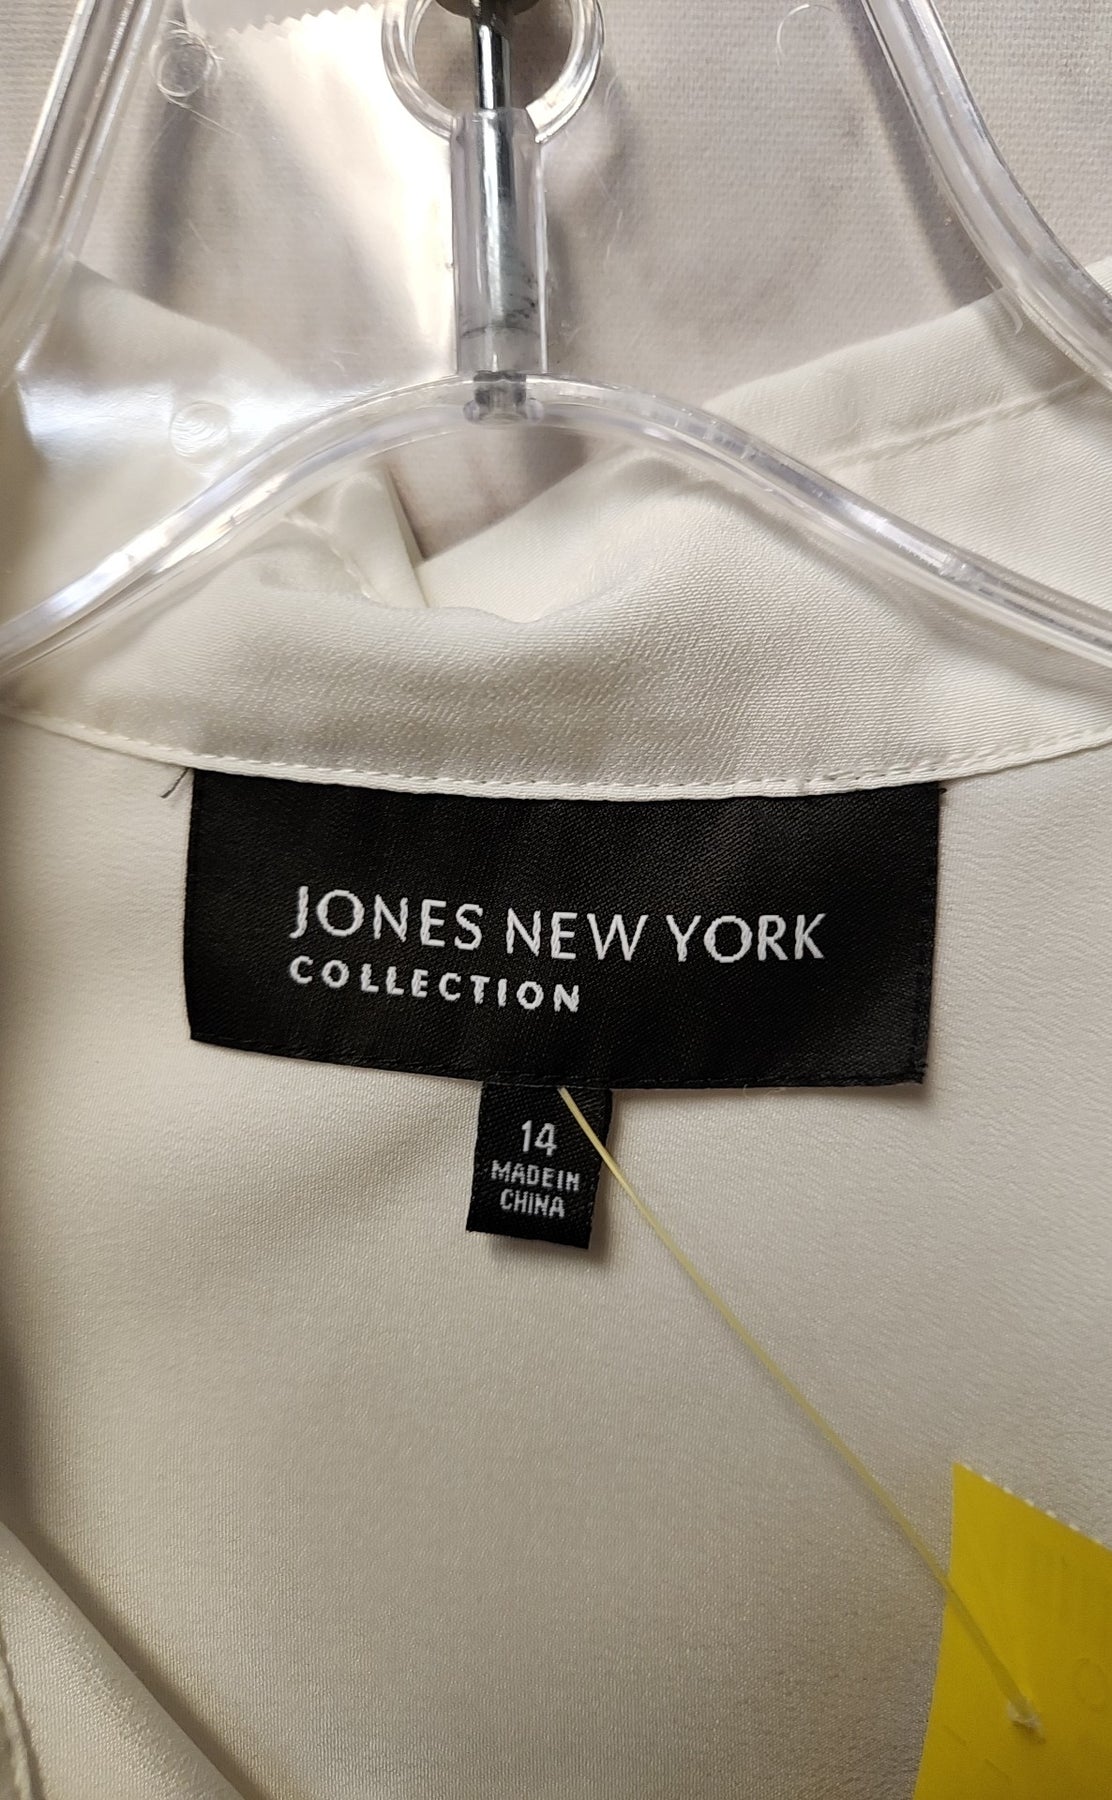 JONES NEW YORK
COLLECTION
14
MADE IN
CHINA